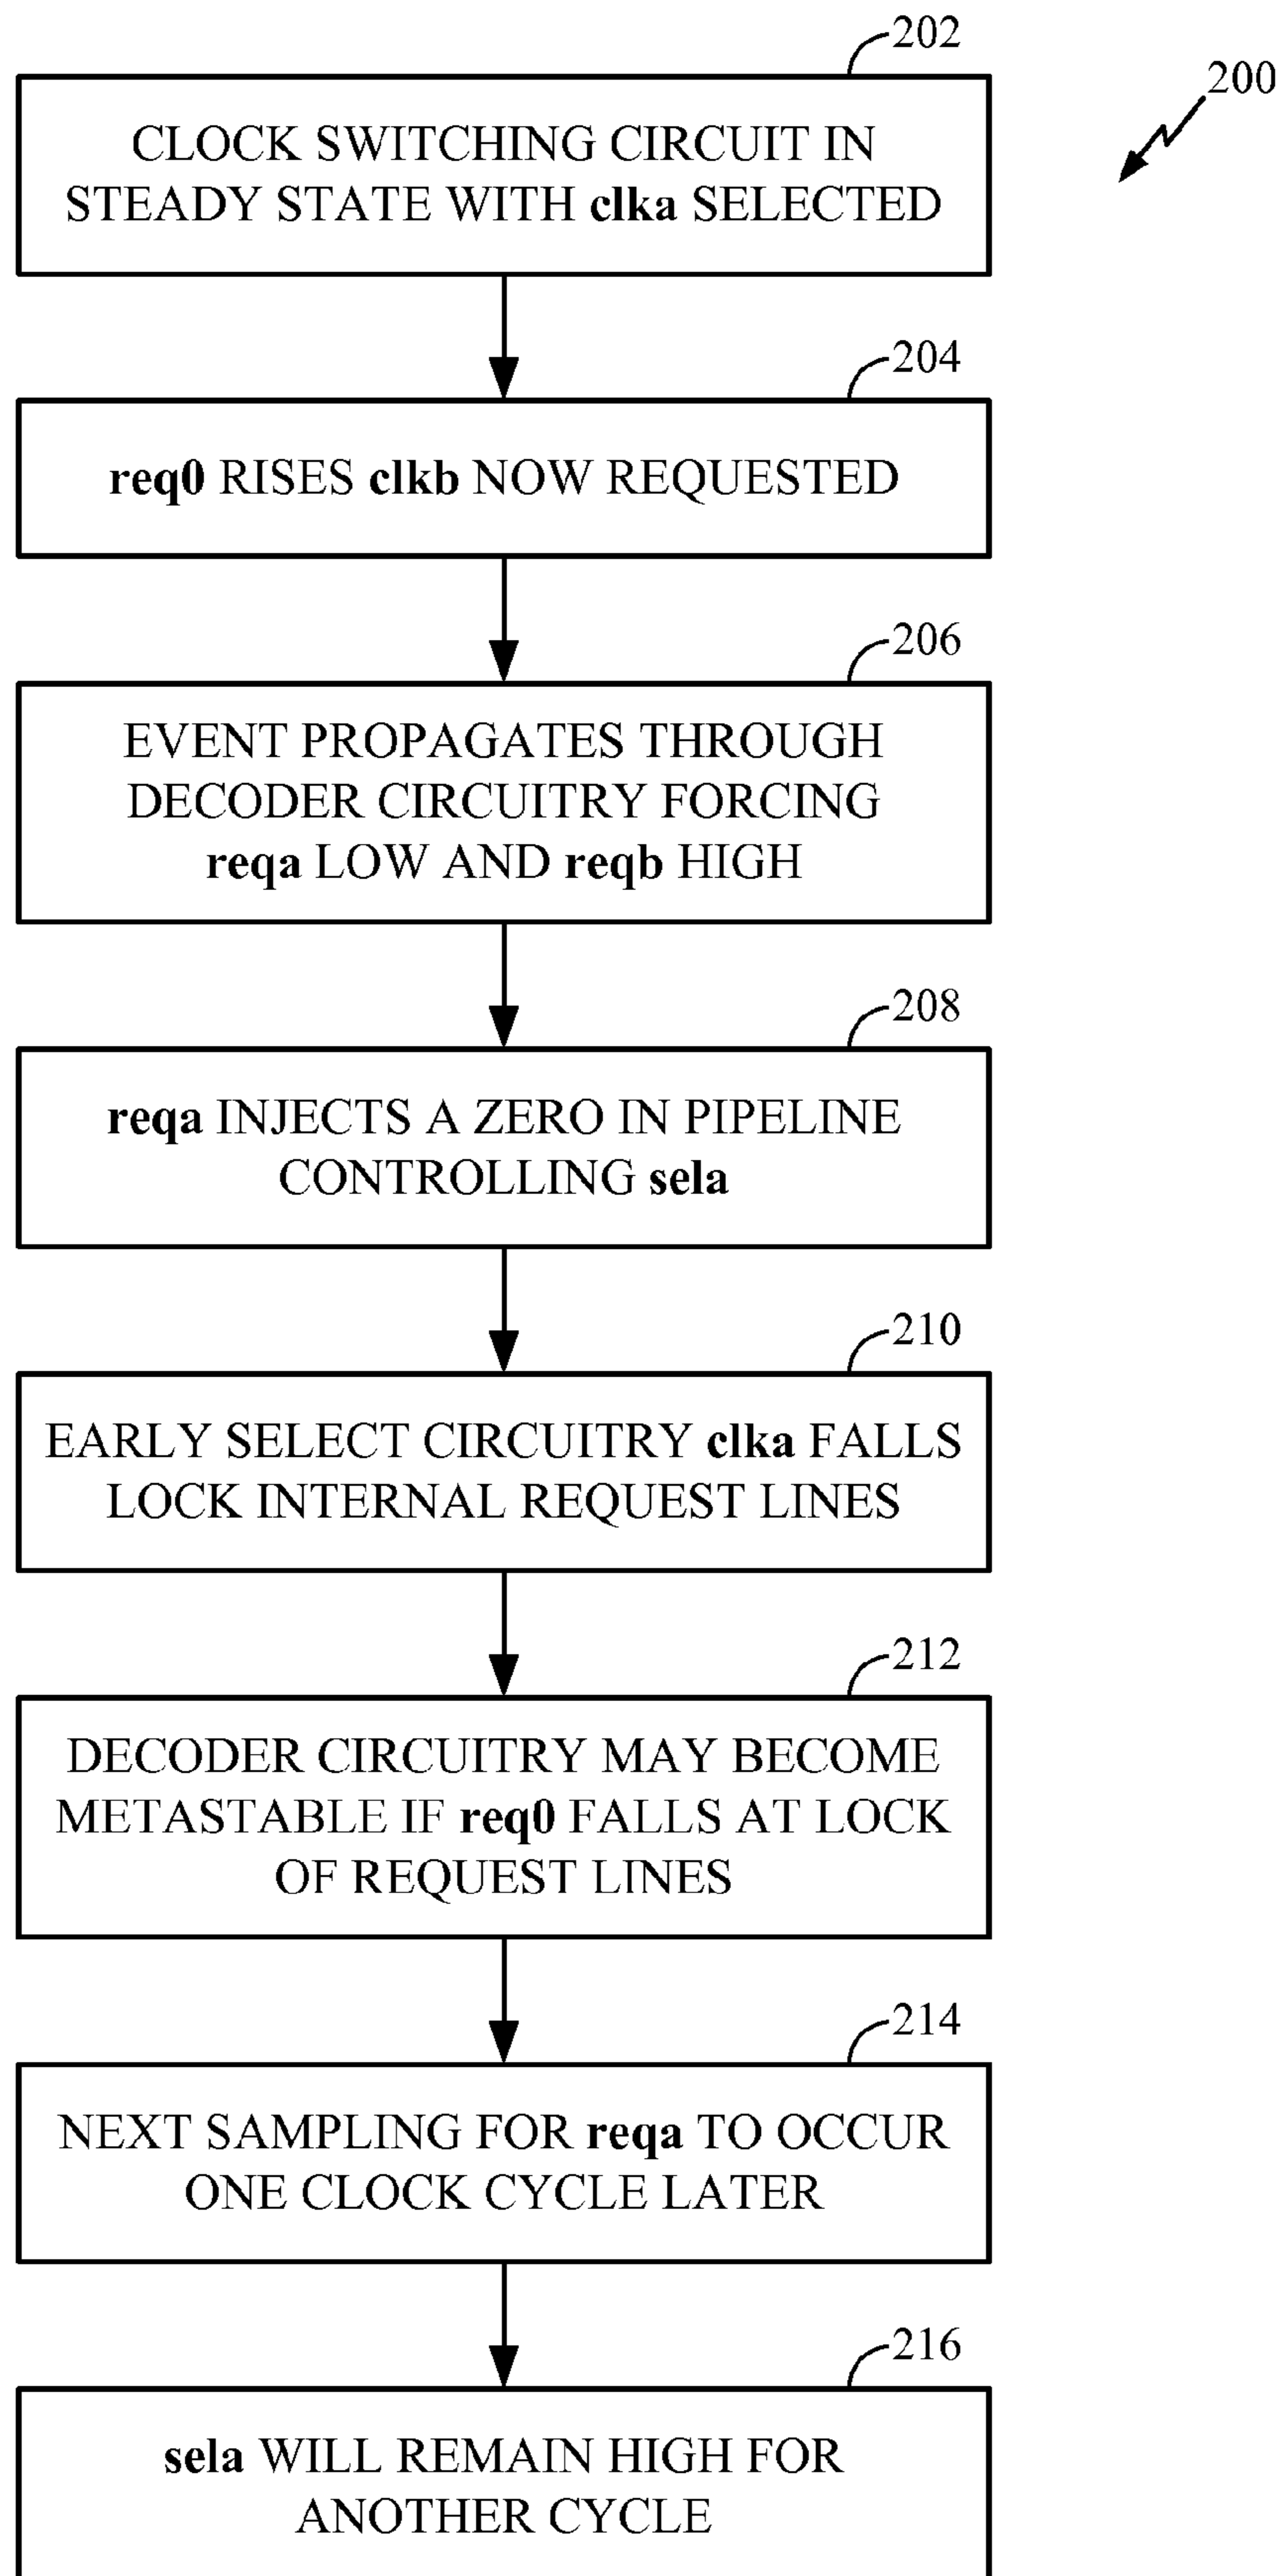 202
200
CLOCK SWITCHING CIRCUIT IN
STEADY STATE WITH clka SELECTED
204
req0 RISES clkb NOW REQUESTED
206
EVENT PROPAGATES THROUGH
DECODER CIRCUITRY FORCING
reqa LOW AND reqb HIGH
208
reqa INJECTS A ZERO IN PIPELINE
CONTROLLING sela
210
EARLY SELECT CIRCUITRY clka FALLS
LOCK INTERNAL REQUEST LINES
212
DECODER CIRCUITRY MAY BECOME
METASTABLE IF req0 FALLS AT LOCK
OF REQUEST LINES
214
NEXT SAMPLING FOR reqa TO OCCUR
ONE CLOCK CYCLE LATER
216
sela WILL REMAIN HIGH FOR
ANOTHER CYCLE